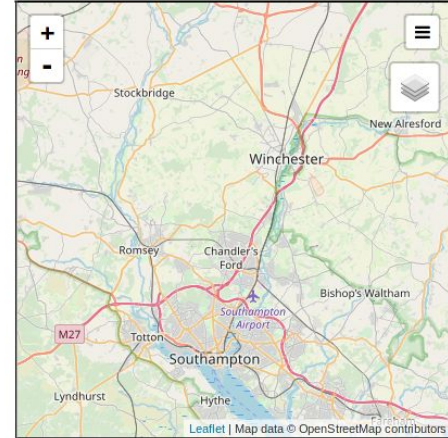 +
-
Stockbridge
New Alresford
Winchester
Romsey
Chandler's
Ford
Bishop's Waltham
Southampton
Airport
M27
Totton
Southampton
Lyndhurst
Hythe
Fareham
Leaflet | Map data © OpenStreetMap contributors